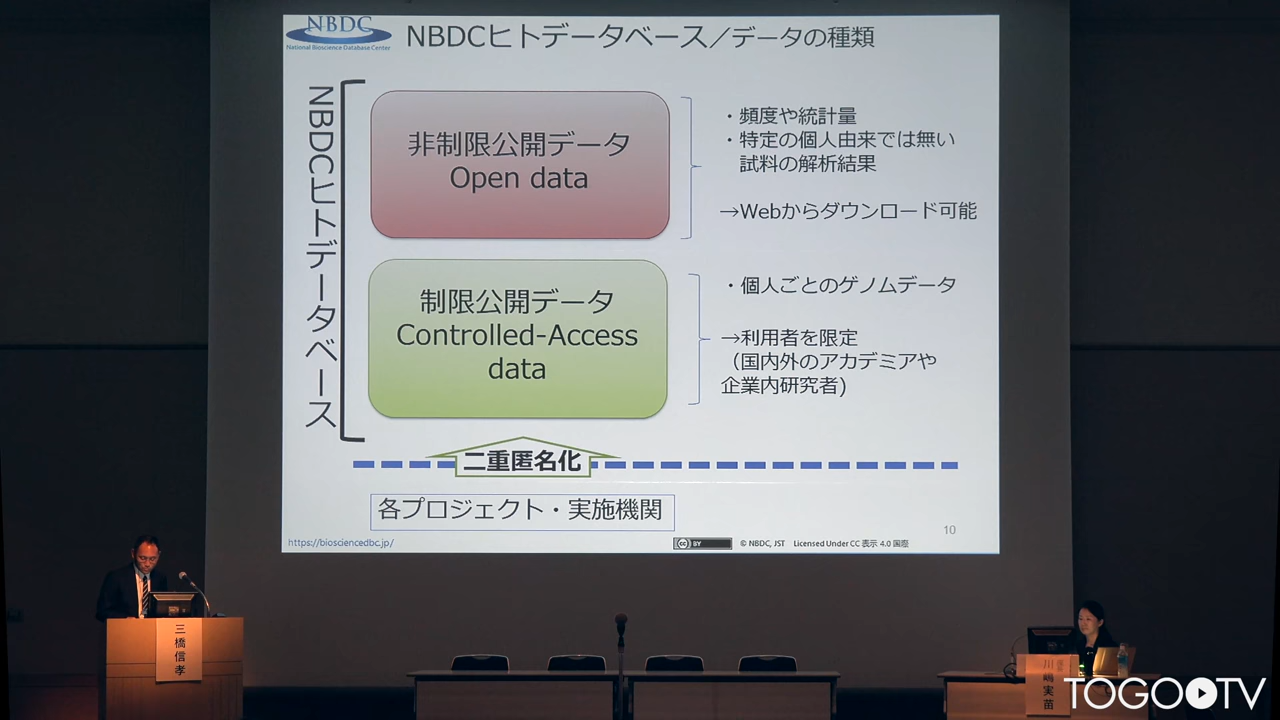 NBDC
National Bioscience Database Center
NBDCヒトデータベース／データの種類
NBDCヒトデータベース
非制限公開データ
Open data
・頻度や統計量
・特定の個人由来では無い
試料の解析結果
→Webからダウンロード可能
制限公開データ
Controlled-Access
data
・個人ごとのゲノムデータ
→利用者を限定
（国内外のアカデミアや
企業内研究者)
二重匿名化
各プロジェクト・実施機関
10
https://biosciencedbc.jp/
cc BY
© NBDC, JST Licensed Under CC 表示 4.0 国際
三橋信孝
川嶋実苗
TOGOTV